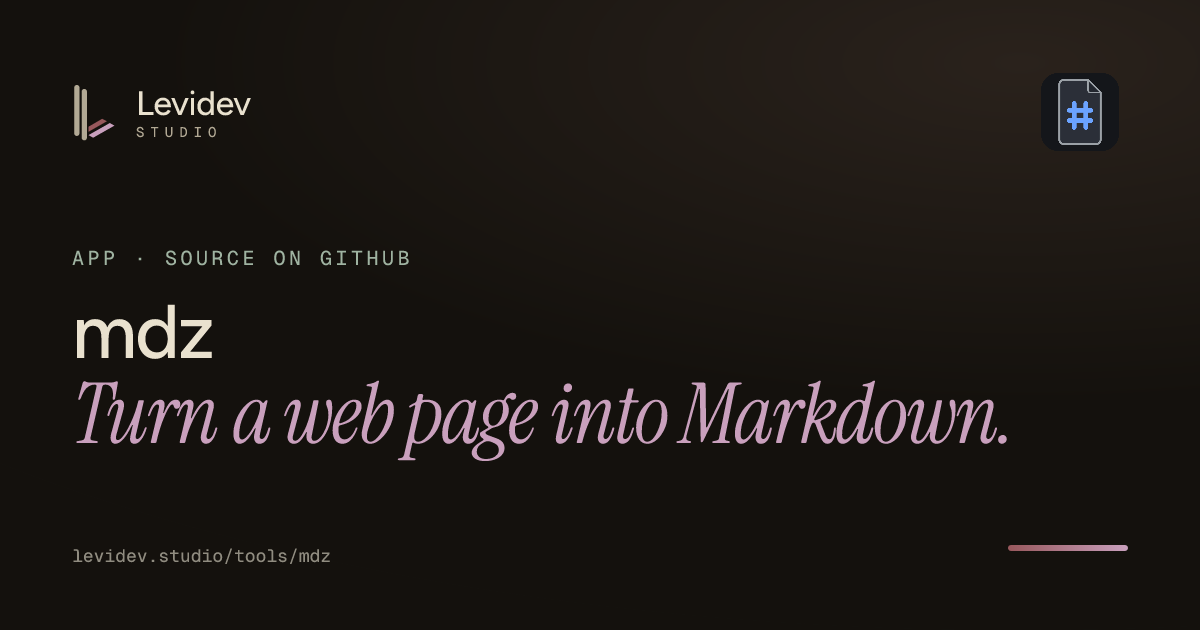 Levidev
STUDIO
#
APP · SOURCE ON GITHUB
mdz
Turn a web page into Markdown.
levidev.studio/tools/mdz